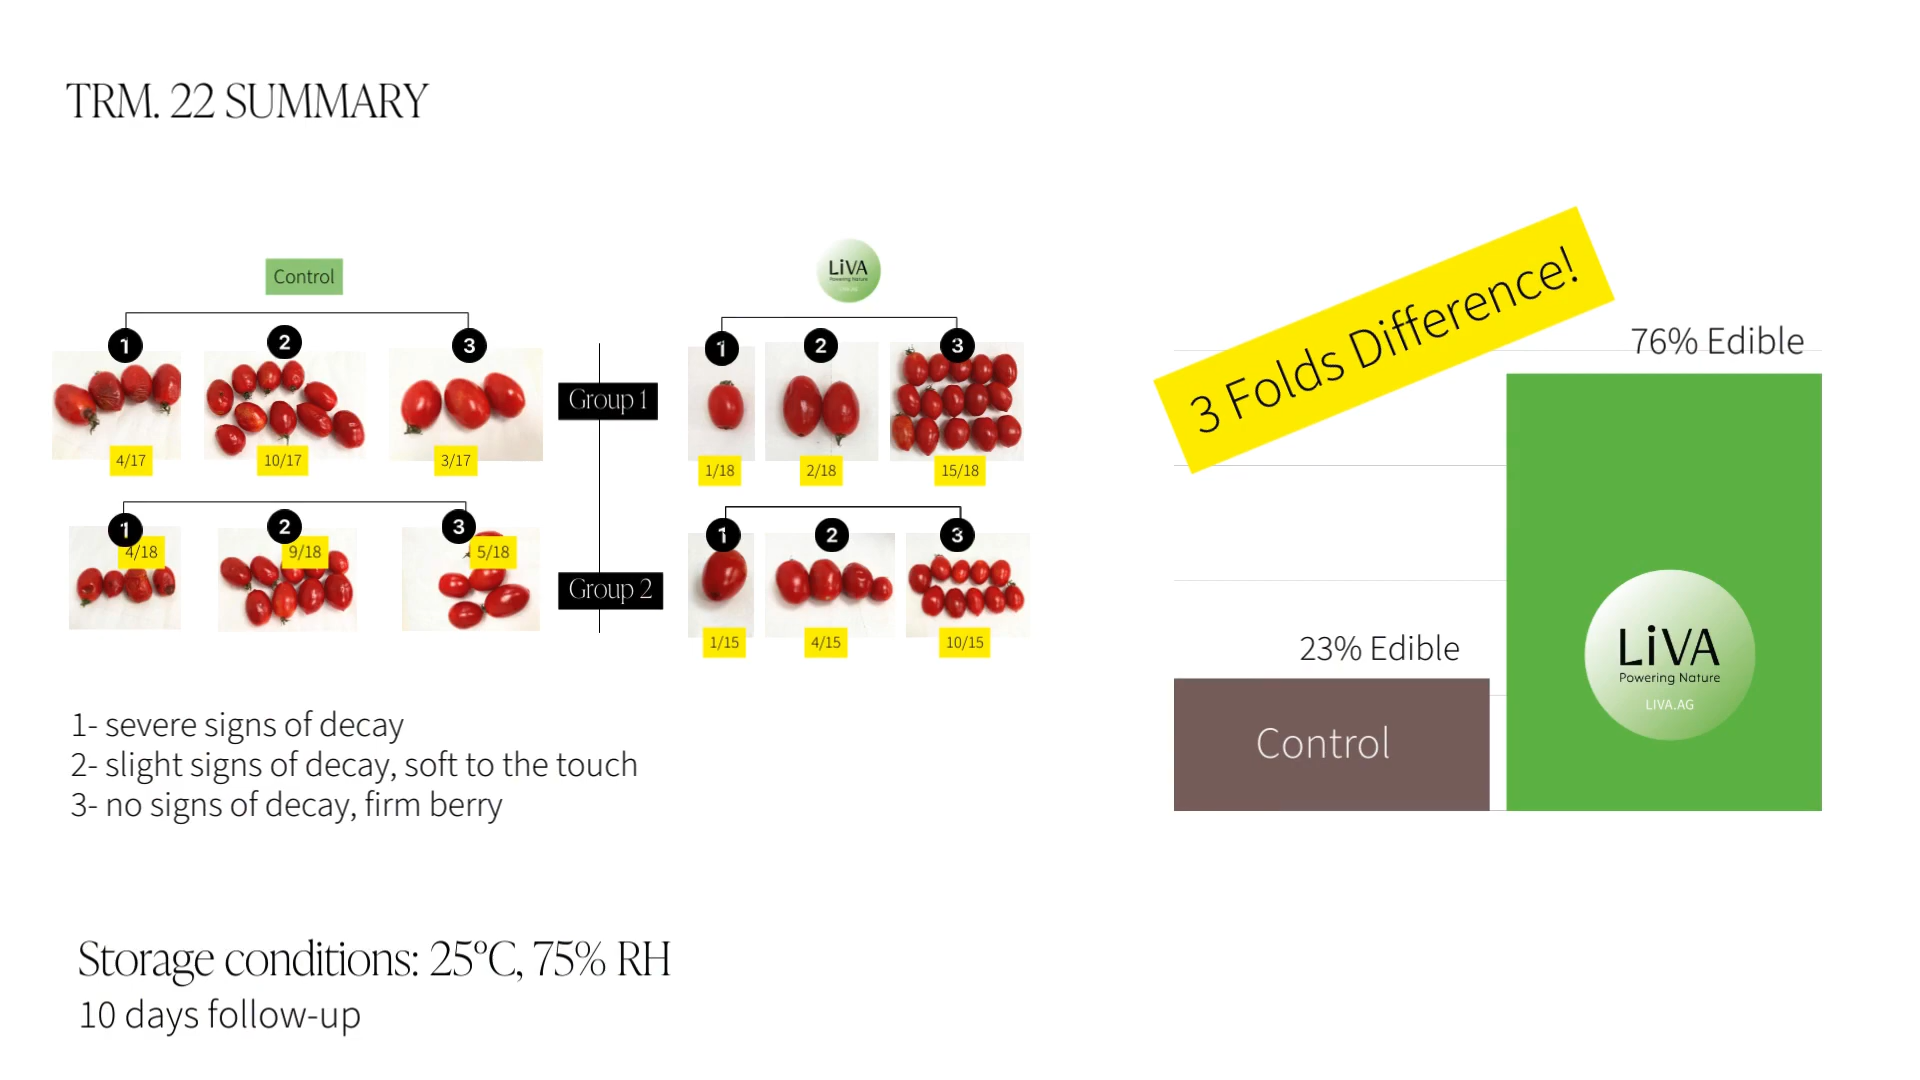 TRM. 22 SUMMARY
Control
LiVA
Powering Nature
1
2
3
4/17
10/17
3/17
Group 1
1
2
3
1/18
2/18
15/18
1
2
3
4/18
9/18
5/18
Group 2
1
2
3
1/15
4/15
10/15
1- severe signs of decay
2- slight signs of decay, soft to the touch
3- no signs of decay, firm berry
Storage conditions: 25°C, 75% RH
10 days follow-up
3 Folds Difference!
76% Edible
23% Edible
Control
LiVA
Powering Nature
LIVA.AG